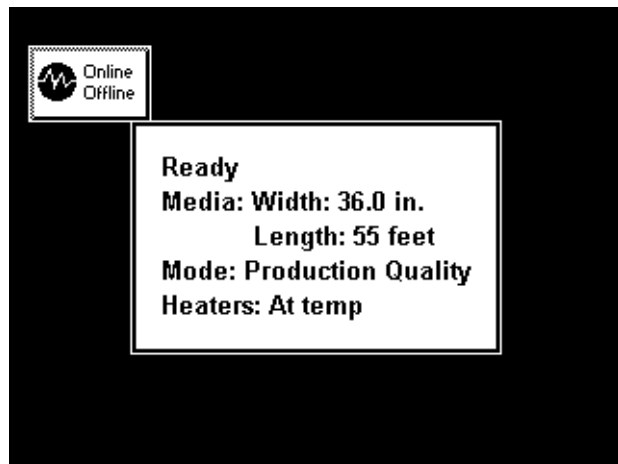 Online
Offline
Ready
Media: Width: 36.0 in.
Length: 55 feet
Mode: Production Quality
Heaters: At temp